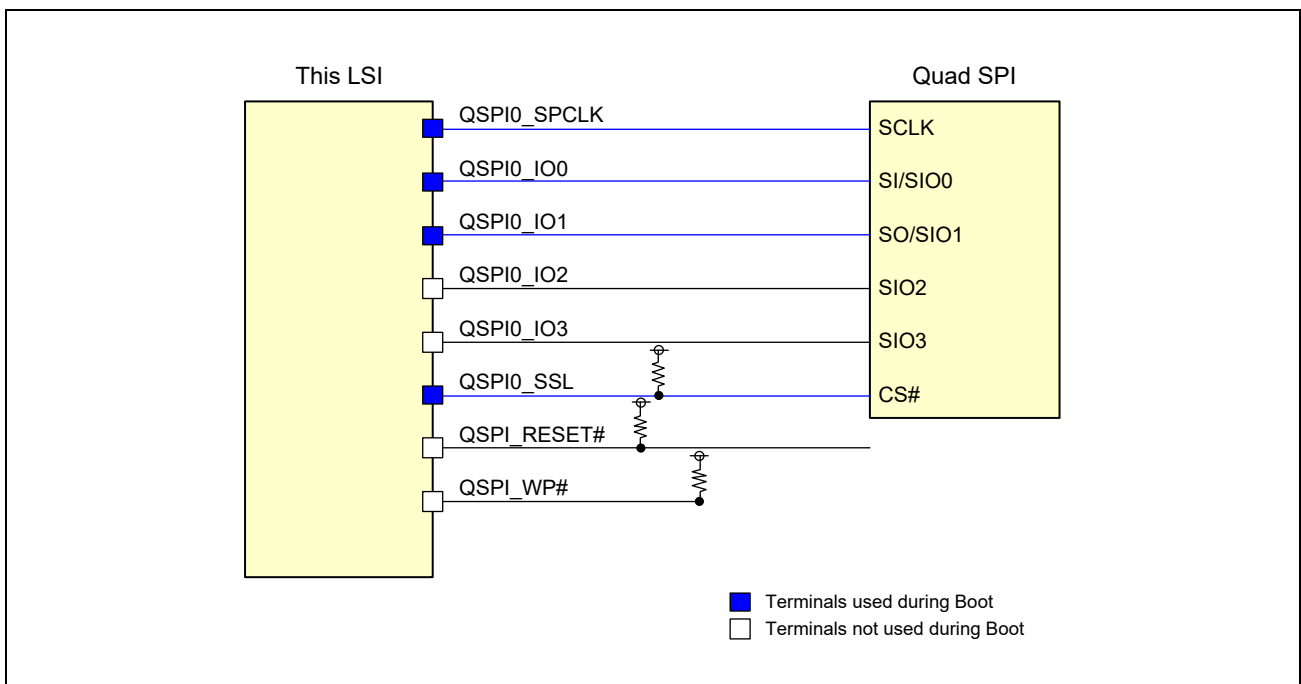 This LSI
Quad SPI
QSPI0_SPCLK
SCLK
QSPI0_IO0
SI/SIO0
QSPI0_IO1
SO/SIO1
QSPI0_IO2
SIO2
QSPI0_IO3
SIO3
QSPI0_SSL
CS#
QSPI_RESET#
QSPI_WP#
Terminals used during Boot
Terminals not used during Boot